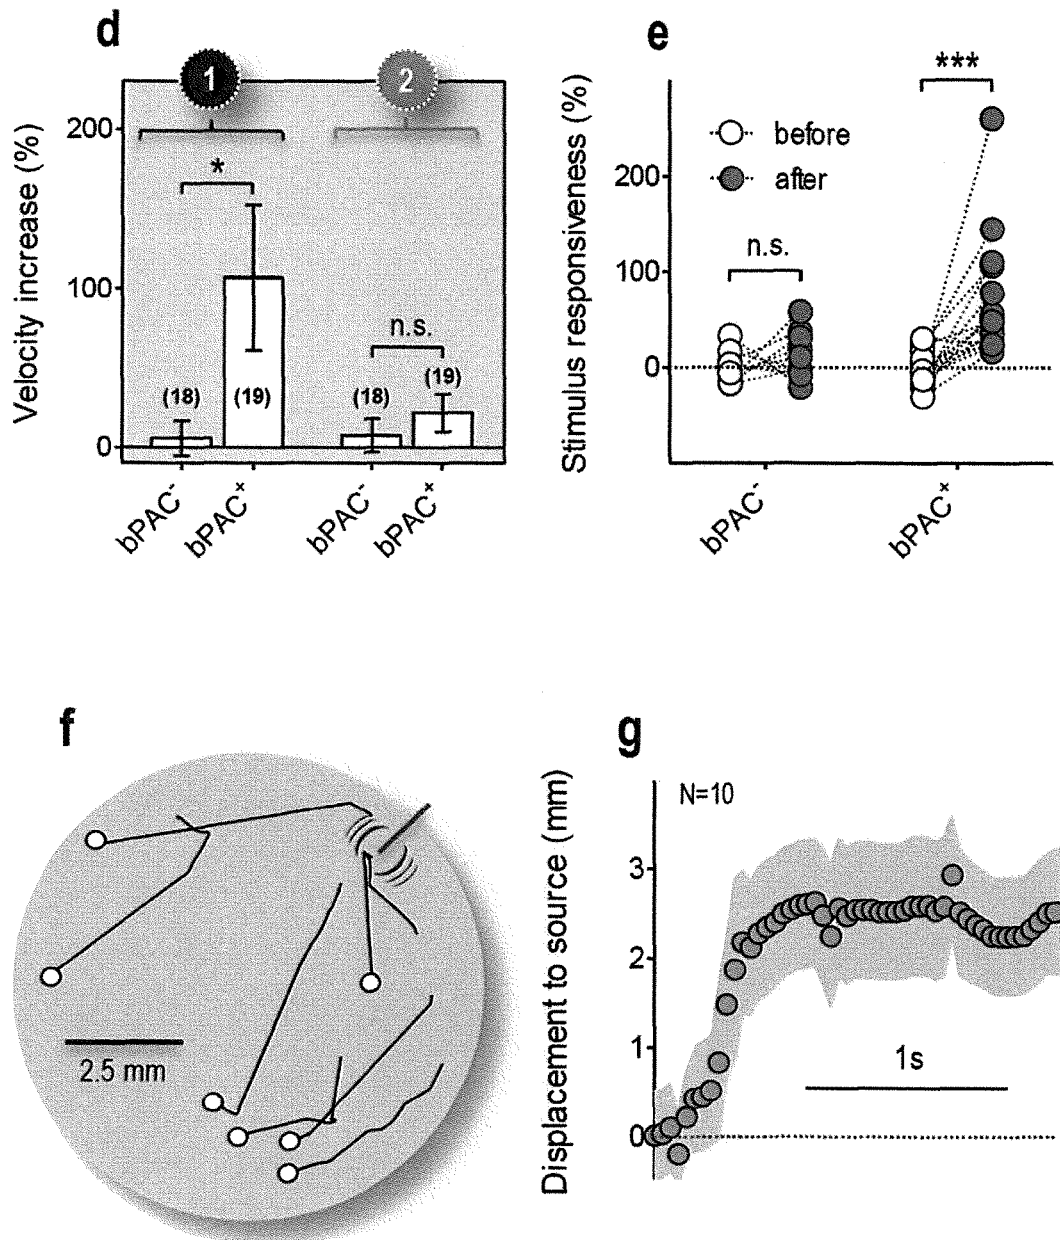 d
1
2
Velocity increase (%)
200
100
0
*
n.s.
(18)
(19)
(18)
(19)
bPAC⁻
bPAC⁺
bPAC⁻
bPAC⁺
e
Stimulus responsiveness (%)
200
100
0
before
after
n.s.
***
bPAC⁻
bPAC⁺
f
2.5 mm
g
Displacement to source (mm)
N=10
3
2
1
0
1s